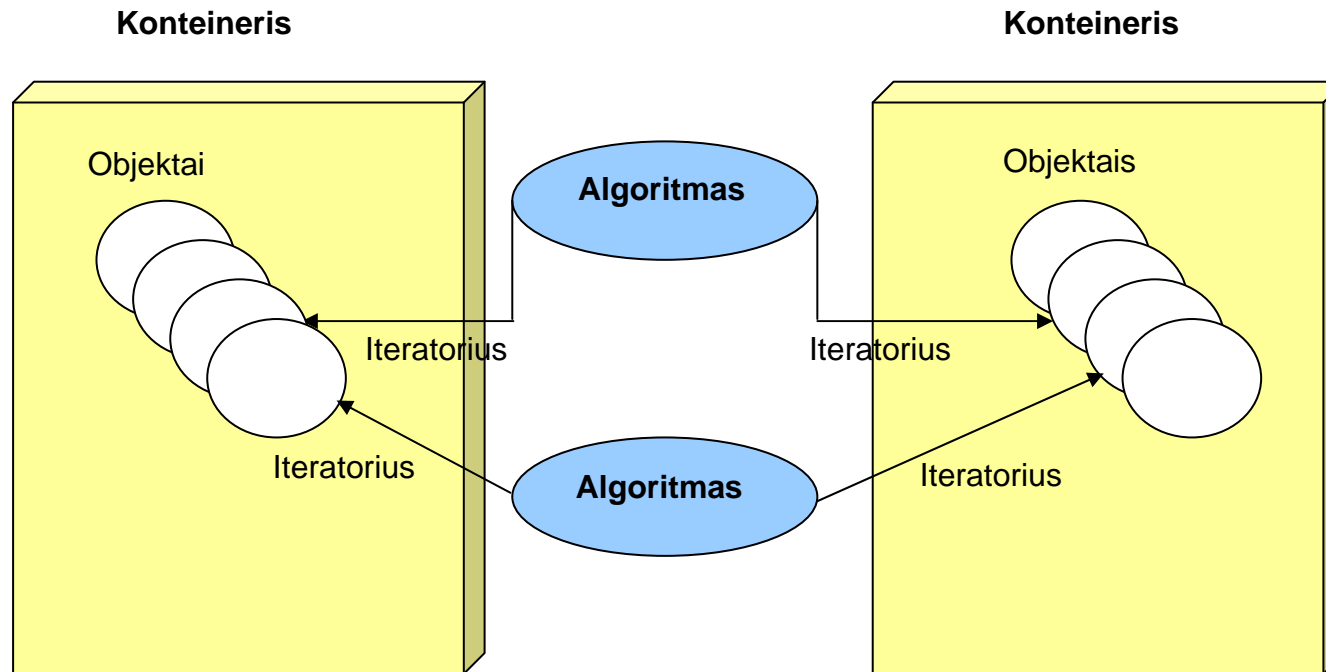 Konteineris
Konteineris
Objektai
Objektais
Algoritmas
Iteratorius
Iteratorius
Iteratorius
Algoritmas
Iteratorius